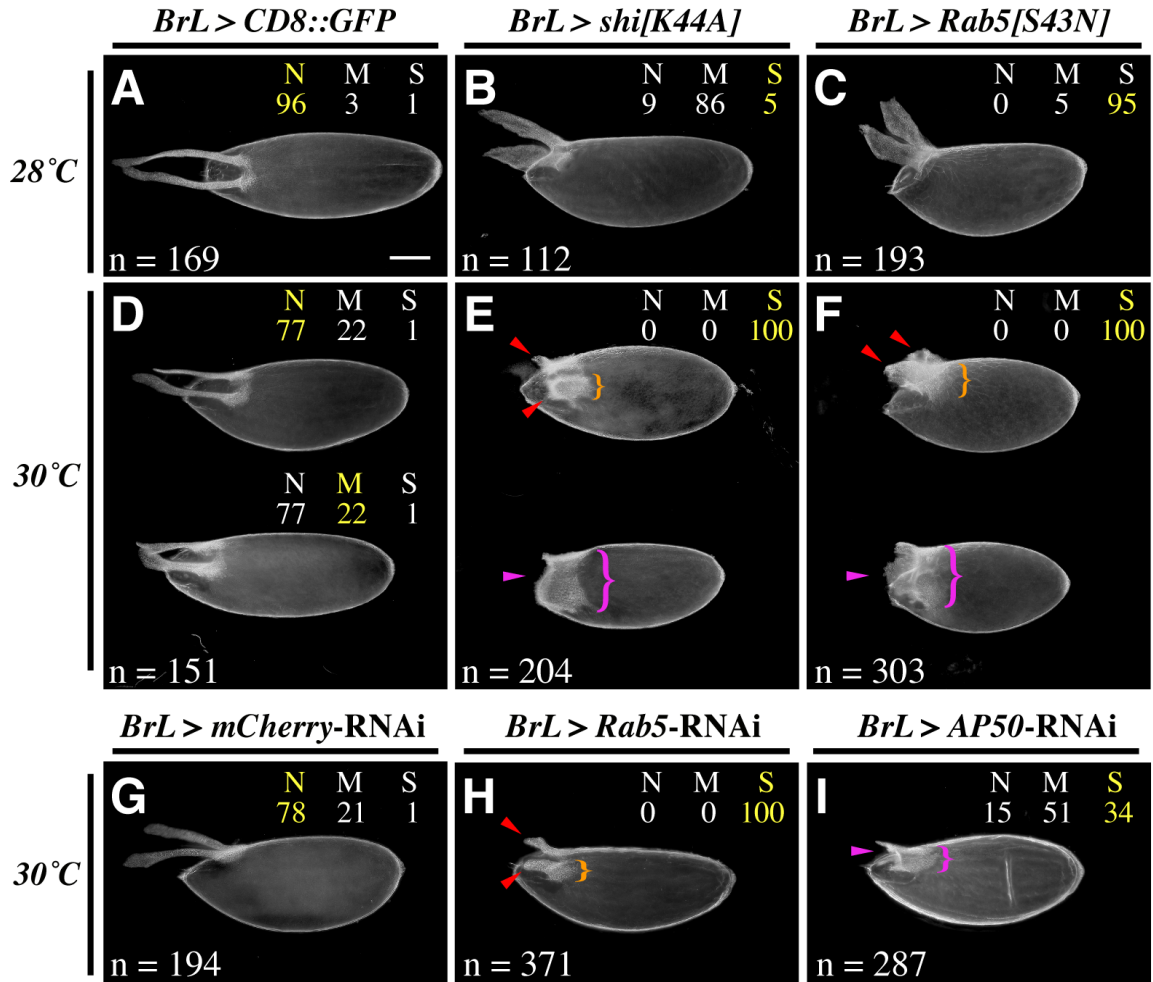 BrL > CD8::GFP
BrL > shi[K44A]
BrL > Rab5[S43N]
28˚C
A
N M S
96 3 1
n = 169
B
N M S
9 86 5
n = 112
C
N M S
0 5 95
n = 193
30˚C
D
N M S
77 22 1
N M S
77 22 1
n = 151
E
N M S
0 0 100
}
}
n = 204
F
N M S
0 0 100
}
}
n = 303
BrL > mCherry-RNAi
BrL > Rab5-RNAi
BrL > AP50-RNAi
30˚C
G
N M S
78 21 1
n = 194
H
N M S
0 0 100
}
n = 371
I
N M S
15 51 34
}
n = 287